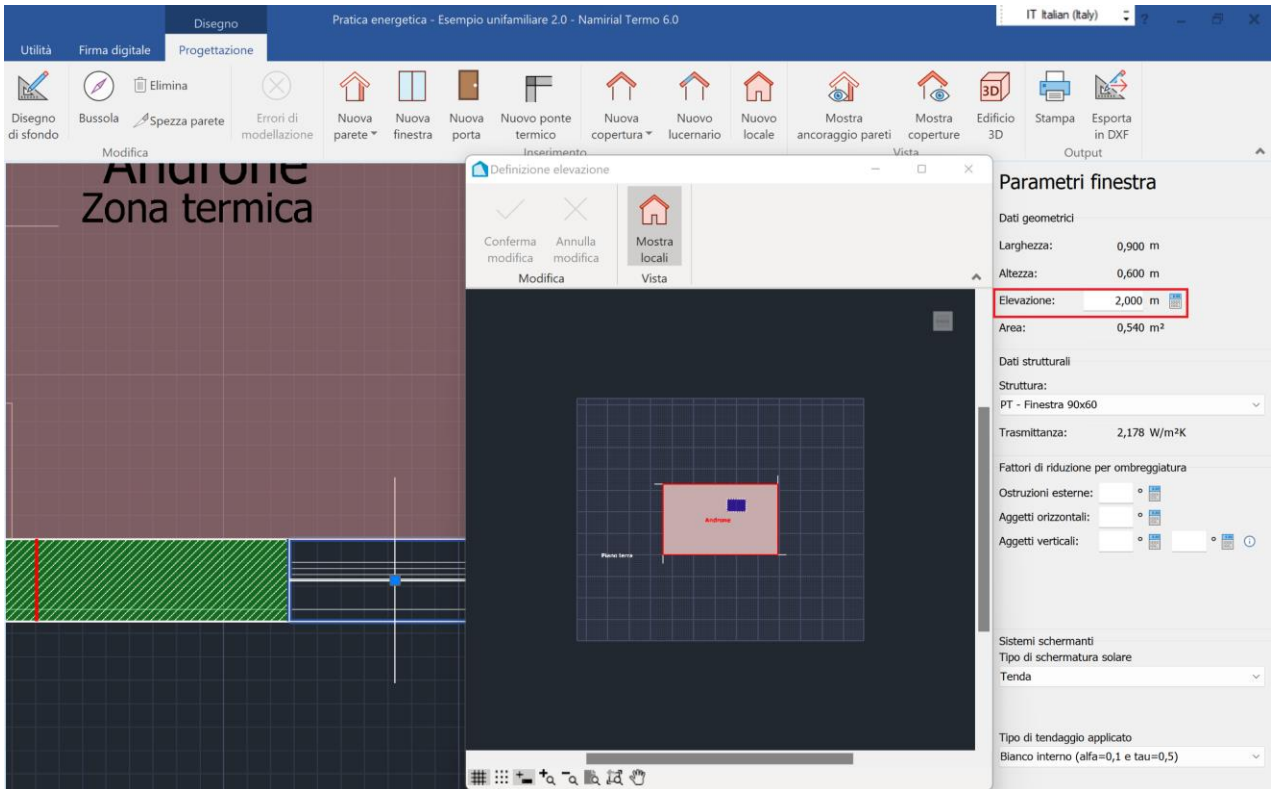 Disegno
Pratica energetica - Esempio unifamiliare 2.0 - Namirial Termo 6.0
IT Italian (Italy)
?
Utilità
Firma digitale
Progettazione
Disegno di sfondo
Bussola
Elimina
Spezza parete
Errori di modellazione
Nuova parete
Nuova finestra
Nuova porta
Nuovo ponte termico
Nuova copertura
Nuovo lucernario
Nuovo locale
Mostra ancoraggio pareti
Mostra coperture
3D
Edificio 3D
Stampa
Esporta in DXF
Modifica
Inserimento
Vista
Output
Androne
Zona termica
Definizione elevazione
Conferma modifica
Annulla modifica
Mostra locali
Modifica
Vista
Androne
Piano terra
Parametri finestra
Dati geometrici
Larghezza: 0,900 m
Altezza: 0,600 m
Elevazione: 2,000 m
Area: 0,540 m²
Dati strutturali
Struttura:
PT - Finestra 90x60
Trasmittanza: 2,178 W/m²K
Fattori di riduzione per ombreggiatura
Ostruzioni esterne: °
Aggetti orizzontali: °
Aggetti verticali: ° °
Sistemi schermanti
Tipo di schermatura solare
Tenda
Tipo di tendaggio applicato
Bianco interno (alfa=0,1 e tau=0,5)